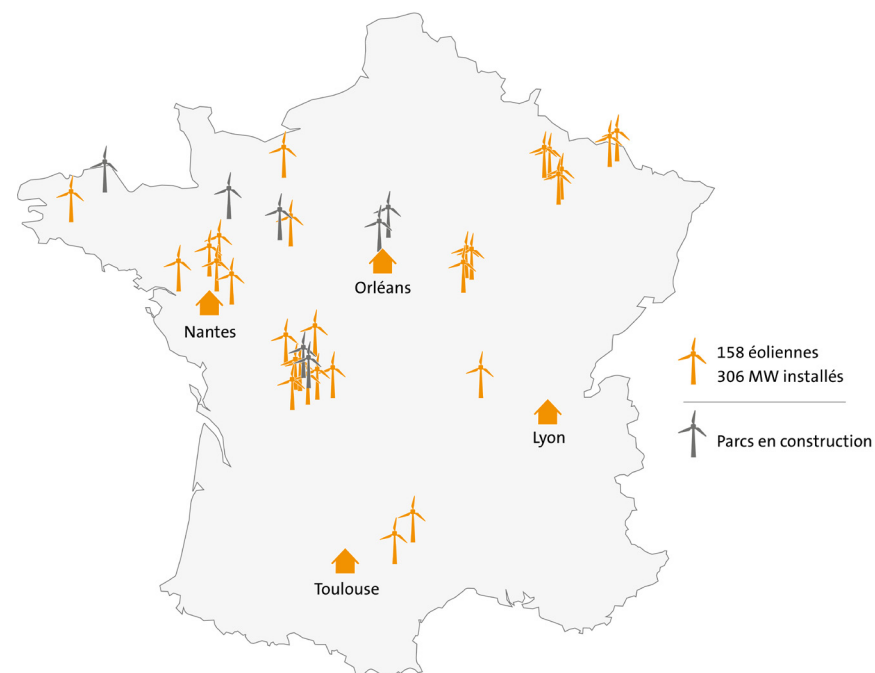 Orléans
Nantes
158 éoliennes
306 MW installés
Lyon
Parcs en construction
Toulouse